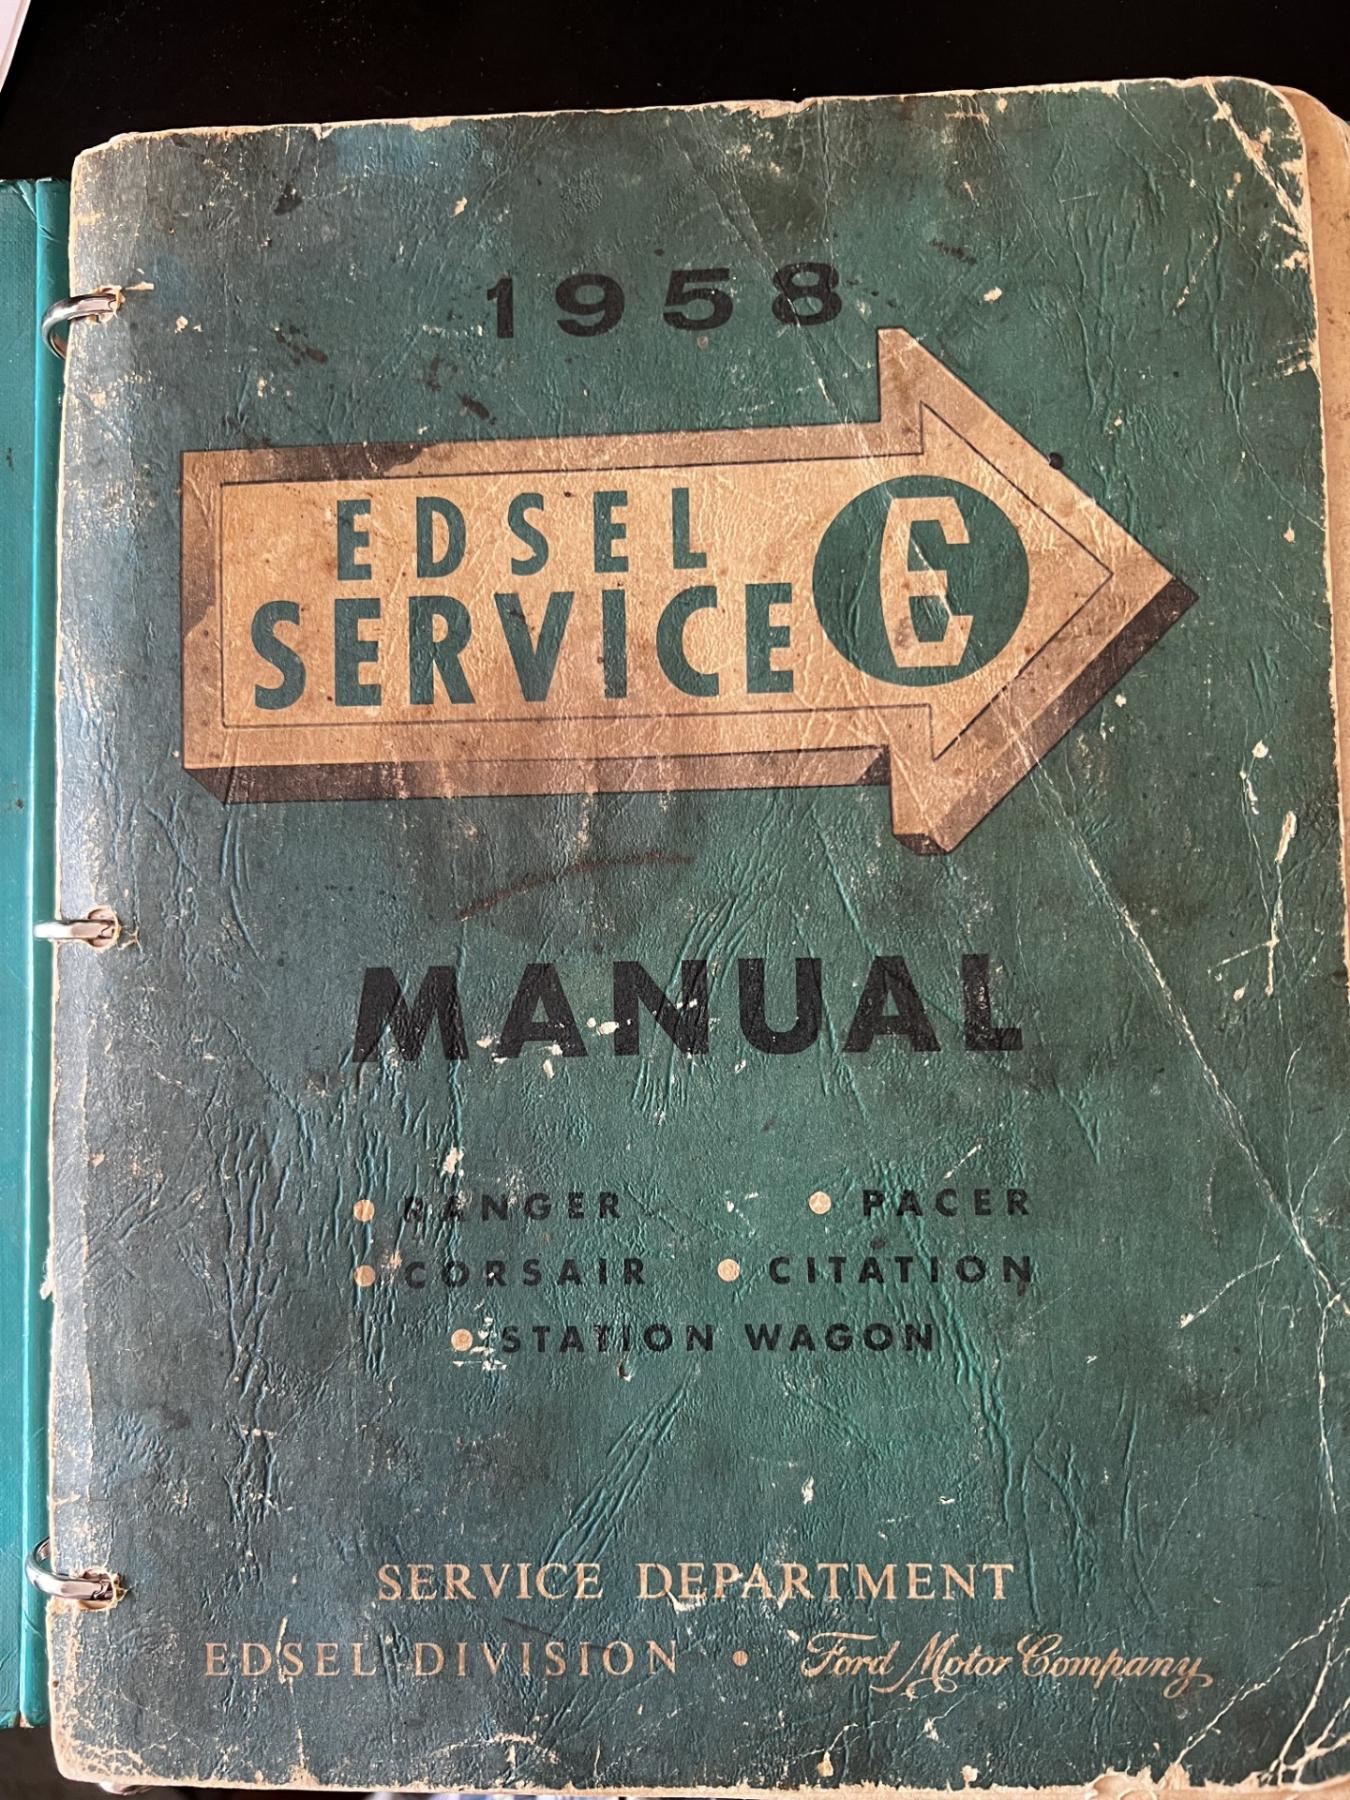 1958
EDSEL
SERVICE E
MANUAL
• RANGER • PACER
• CORSAIR • CITATION
• STATION WAGON
SERVICE DEPARTMENT
EDSEL DIVISION • Ford Motor Company